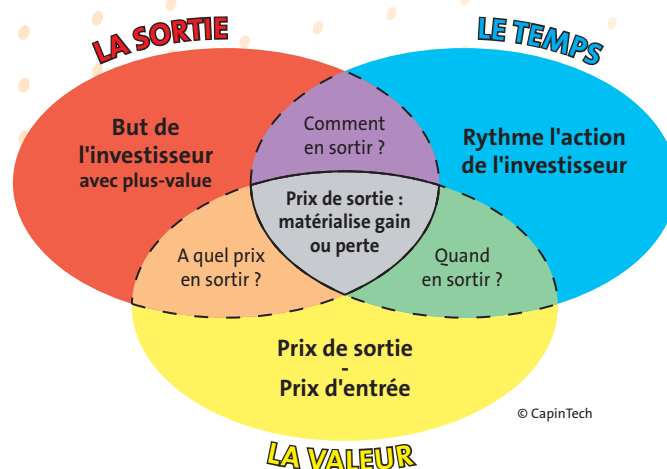 LA SORTIE
LE TEMPS
But de
l'investisseur
avec plus-value
Comment
en sortir ?
Rythme l'action
de l'investisseur
Prix de sortie :
matérialise gain
ou perte
A quel prix
en sortir ?
Quand
en sortir ?
Prix de sortie
-
Prix d'entrée
© CapinTech
LA VALEUR